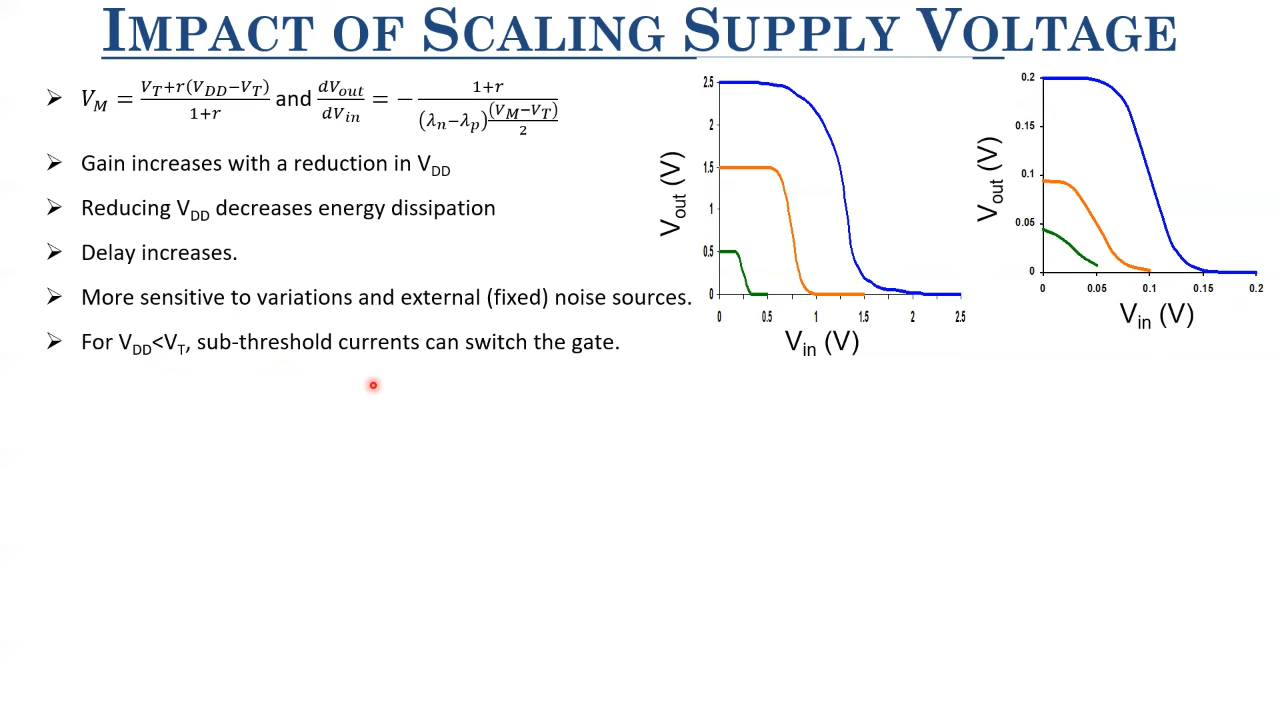 IMPACT OF SCALING SUPPLY VOLTAGE
➢ V_M = (V_T+r(V_DD−V_T))/(1+r) and dV_out/dV_in = − (1+r)/((λ_n−λ_p)(V_M−V_T)/2)
➢ Gain increases with a reduction in V_DD
➢ Reducing V_DD decreases energy dissipation
➢ Delay increases.
➢ More sensitive to variations and external (fixed) noise sources.
➢ For V_DD<V_T, sub-threshold currents can switch the gate.
V_out (V)
2.5
2
1.5
1
0.5
0
0 0.5 1 1.5 2 2.5
V_in (V)
V_out (V)
0.2
0.15
0.1
0.05
0
0 0.05 0.1 0.15 0.2
V_in (V)